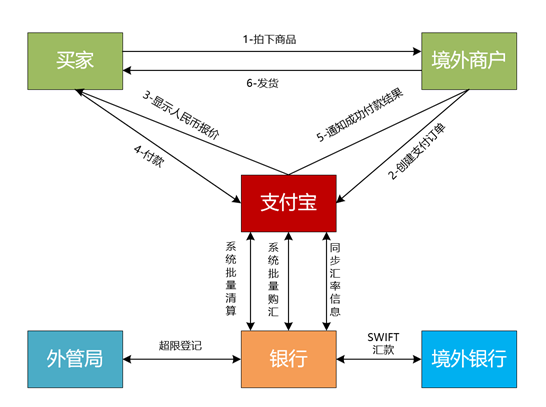 1-拍下商品
买家
境外商户
6-发货
3-显示人民币报价
5-通知成功付款结果
4-付款
2-创建支付订单
支付宝
系统批量清算
系统批量购汇
同步汇率信息
外管局
超限登记
银行
SWIFT
汇款
境外银行